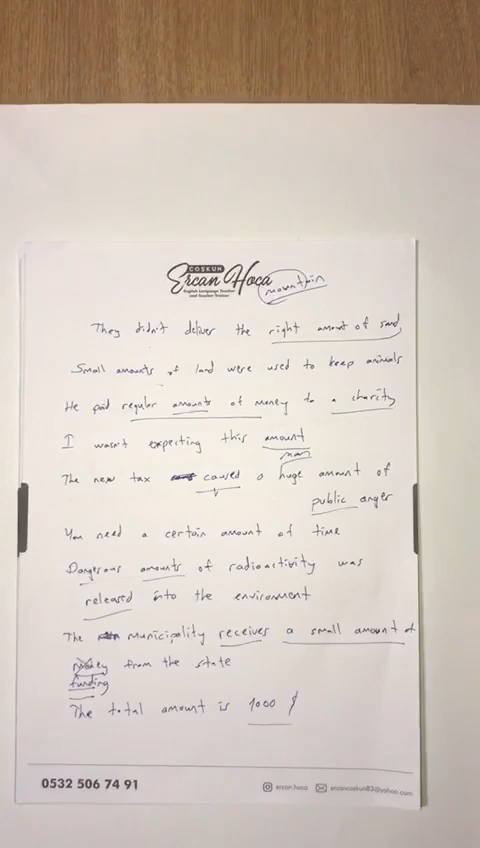 COSKUN
Ercan Hoca
English Language Teacher
and Teacher Trainer
mountain
They didn't deliver the right amount of sand
Small amounts of land were used to keep animals
He paid regular amounts of money to a charity
I wasn't expecting this amount
The new tax caused a huge amount of
public anger
You need a certain amount of time
Dangerous amounts of radioactivity was
released into the environment
The municipality receives a small amount of
money from the state
funding
The total amount is 1000 $
0532 506 74 91
ercan.hoca
ercancoskun83@yahoo.com